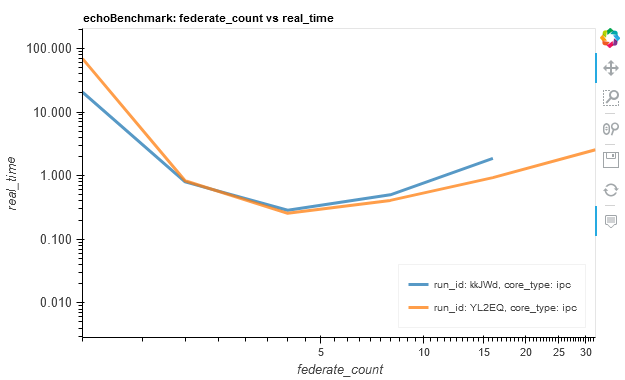 echoBenchmark: federate_count vs real_time
100.000
10.000
1.000
0.100
0.010
real_time
5
10
15
20
25
30
federate_count
run_id: kkJWd, core_type: ipc
run_id: YL2EQ, core_type: ipc